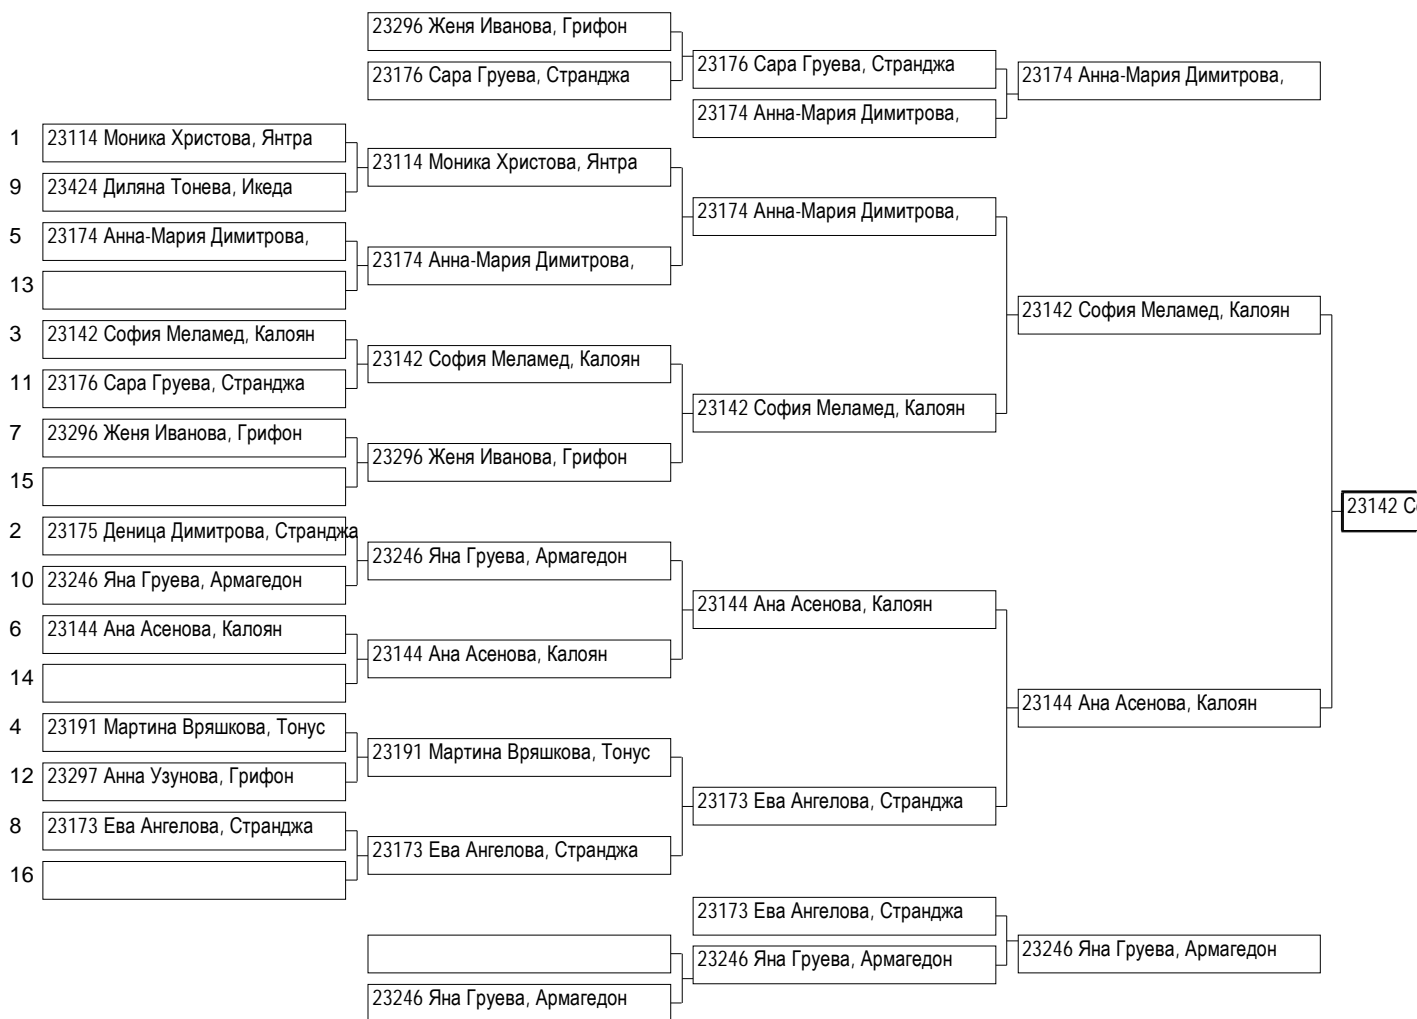 23296 Женя Иванова, Грифон
23176 Сара Груева, Странджа
23176 Сара Груева, Странджа
23174 Анна-Мария Димитрова,
23174 Анна-Мария Димитрова,
1 23114 Моника Христова, Янтра
9 23424 Диляна Тонева, Икеда
5 23174 Анна-Мария Димитрова,
13
3 23142 София Меламед, Калоян
11 23176 Сара Груева, Странджа
7 23296 Женя Иванова, Грифон
15
2 23175 Деница Димитрова, Странджа
10 23246 Яна Груева, Армагедон
6 23144 Ана Асенова, Калоян
14
4 23191 Мартина Вряшкова, Тонус
12 23297 Анна Узунова, Грифон
8 23173 Ева Ангелова, Странджа
16
23114 Моника Христова, Янтра
23174 Анна-Мария Димитрова,
23142 София Меламед, Калоян
23296 Женя Иванова, Грифон
23246 Яна Груева, Армагедон
23144 Ана Асенова, Калоян
23191 Мартина Вряшкова, Тонус
23173 Ева Ангелова, Странджа
23174 Анна-Мария Димитрова,
23142 София Меламед, Калоян
23144 Ана Асенова, Калоян
23173 Ева Ангелова, Странджа
23142 София Меламед, Калоян
23144 Ана Асенова, Калоян
23142
23246 Яна Груева, Армагедон
23173 Ева Ангелова, Странджа
23246 Яна Груева, Армагедон
23246 Яна Груева, Армагедон